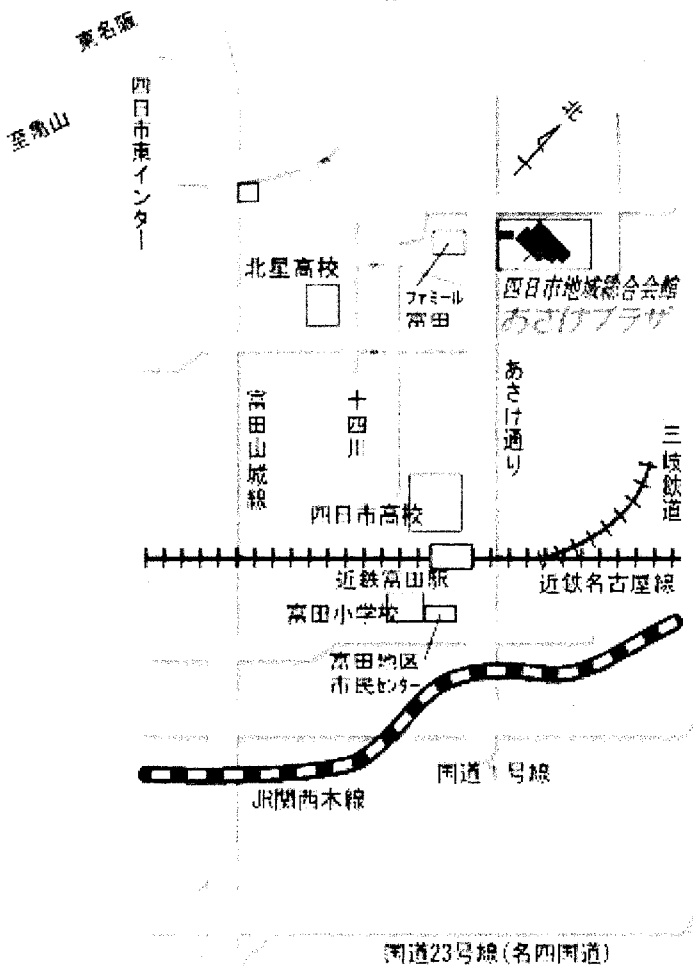 東名阪
至亀山
四日市東インター
北
北星高校
ファミール
富田
四日市地域総合会館
あさけプラザ
富田山城線
十四川
あさけ通り
三岐鉄道
四日市高校
近鉄富田駅
近鉄名古屋線
富田小学校
富田地区
市民センター
国道1号線
JR関西本線
国道23号線(名四国道)